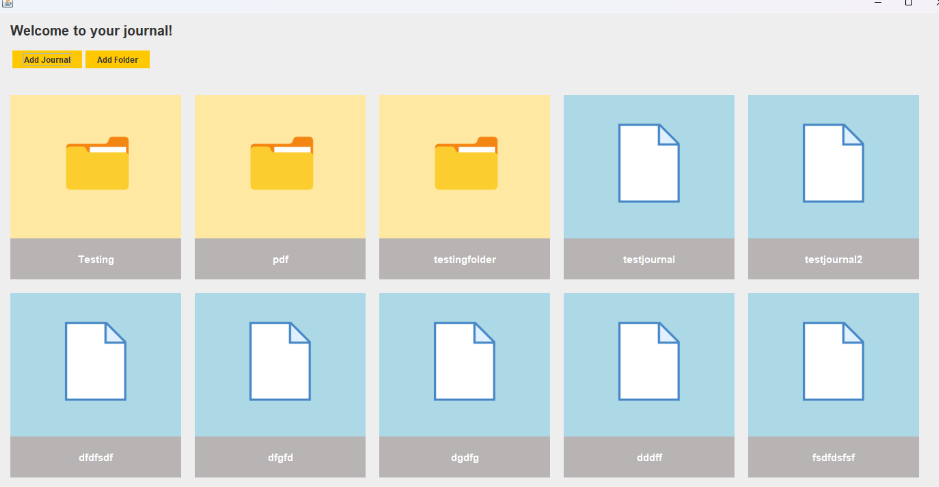 Welcome to your journal!
Add Journal Add Folder
Testing pdf testingfolder testjournal testjournal2
dfdfsdf dfgfd dgdfg dddff fsdfdsfsf